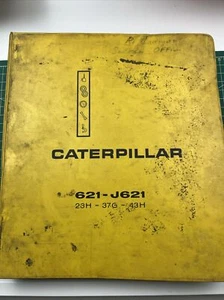 CATERPILLAR
621-J621
23H - 37G - 43H